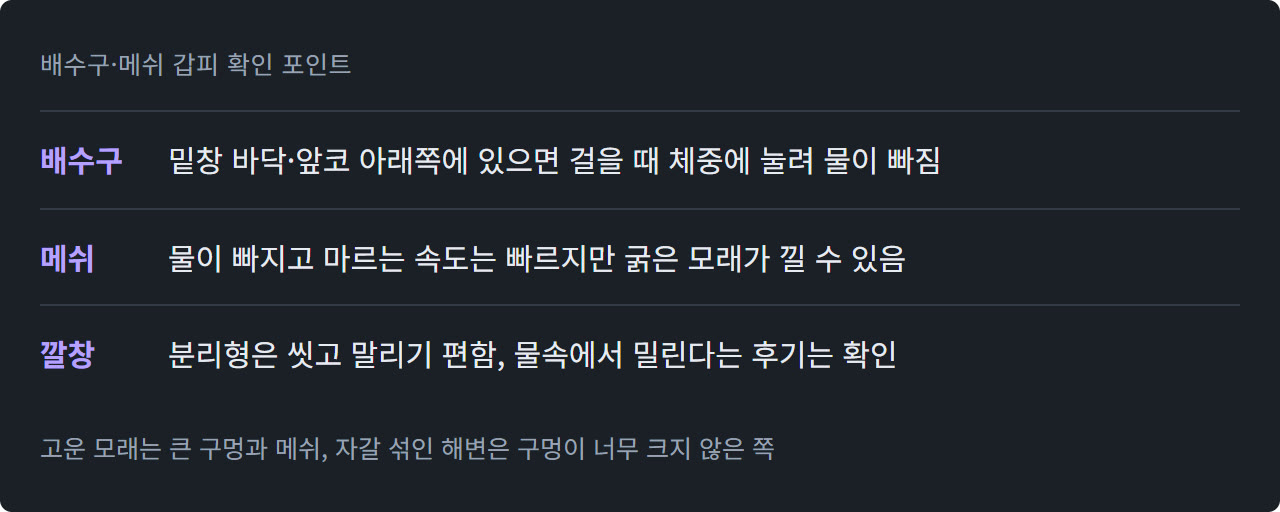 배수구·메쉬 갑피 확인 포인트
배수구 밑창 바닥·앞코 아래쪽에 있으면 걸을 때 체중에 눌려 물이 빠짐
메쉬 물이 빠지고 마르는 속도는 빠르지만 굵은 모래가 낄 수 있음
깔창 분리형은 씻고 말리기 편함, 물속에서 밀린다는 후기는 확인
고운 모래는 큰 구멍과 메쉬, 자갈 섞인 해변은 구멍이 너무 크지 않은 쪽